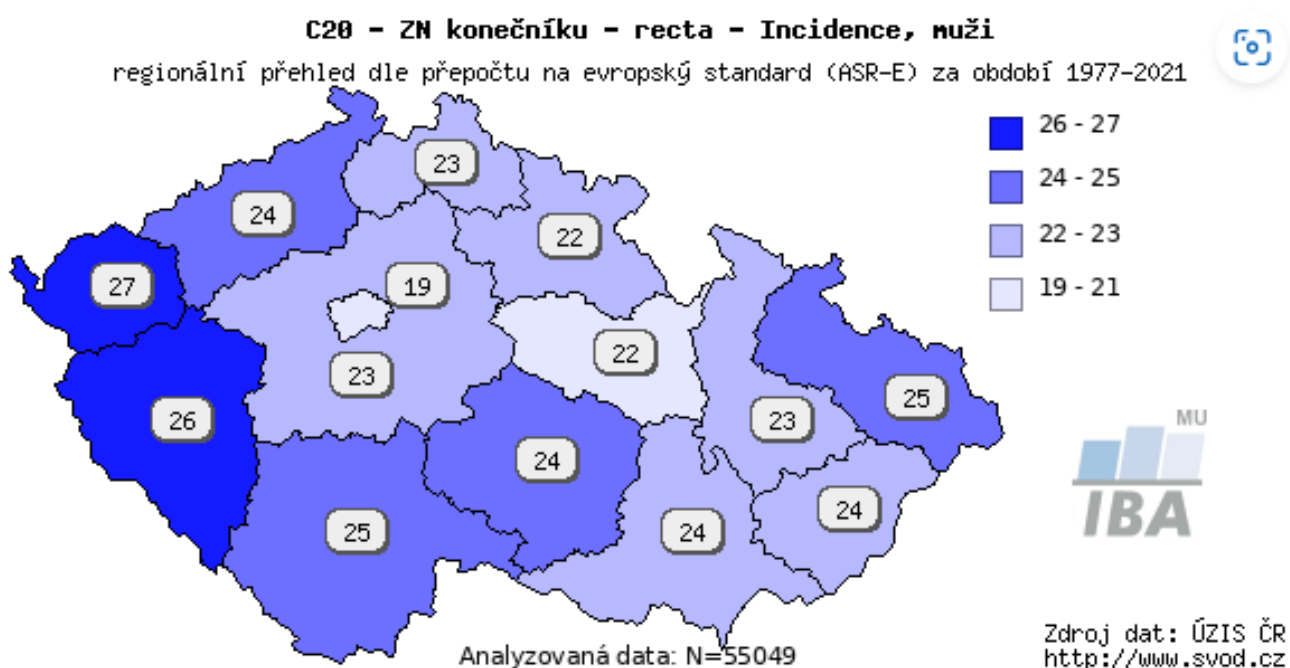 C20 - ZN konečníku - recta - Incidence, muži
regionální přehled dle přepočtu na evropský standard (ASR-E) za období 1977-2021
26 - 27
24 - 25
22 - 23
19 - 21
23
24
22
27
19
22
23
25
26
23
24
24
25
24
MU
IBA
Analyzovaná data: N=55049
Zdroj dat: ÚZIS ČR
http://www.svod.cz